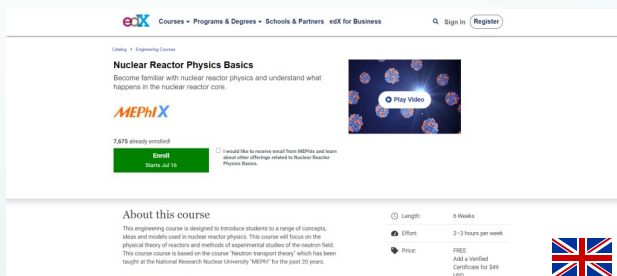 edX Courses Programs & Degrees Schools & Partners edX for Business Sign In Register
Catalog > Engineering Courses
Nuclear Reactor Physics Basics
Become familiar with nuclear reactor physics and understand what
happens in the nuclear reactor core.
Play Video
MEPhIX
7,675 already enrolled!
Enroll
Starts Jul 16
I would like to receive email from MEPhIx and learn
about other offerings related to Nuclear Reactor
Physics Basics.
About this course
This engineering course is designed to introduce students to a range of concepts,
ideas and models used in nuclear reactor physics. This course will focus on the
physical theory of reactors and methods of experimental studies of the neutron field.
This course course is based on the course "Neutron transport theory" which has been
taught at the National Research Nuclear University "MEPhI" for the past 20 years.
Length: 6 Weeks
Effort: 2–3 hours per week
Price: FREE
Add a Verified
Certificate for $49
USD